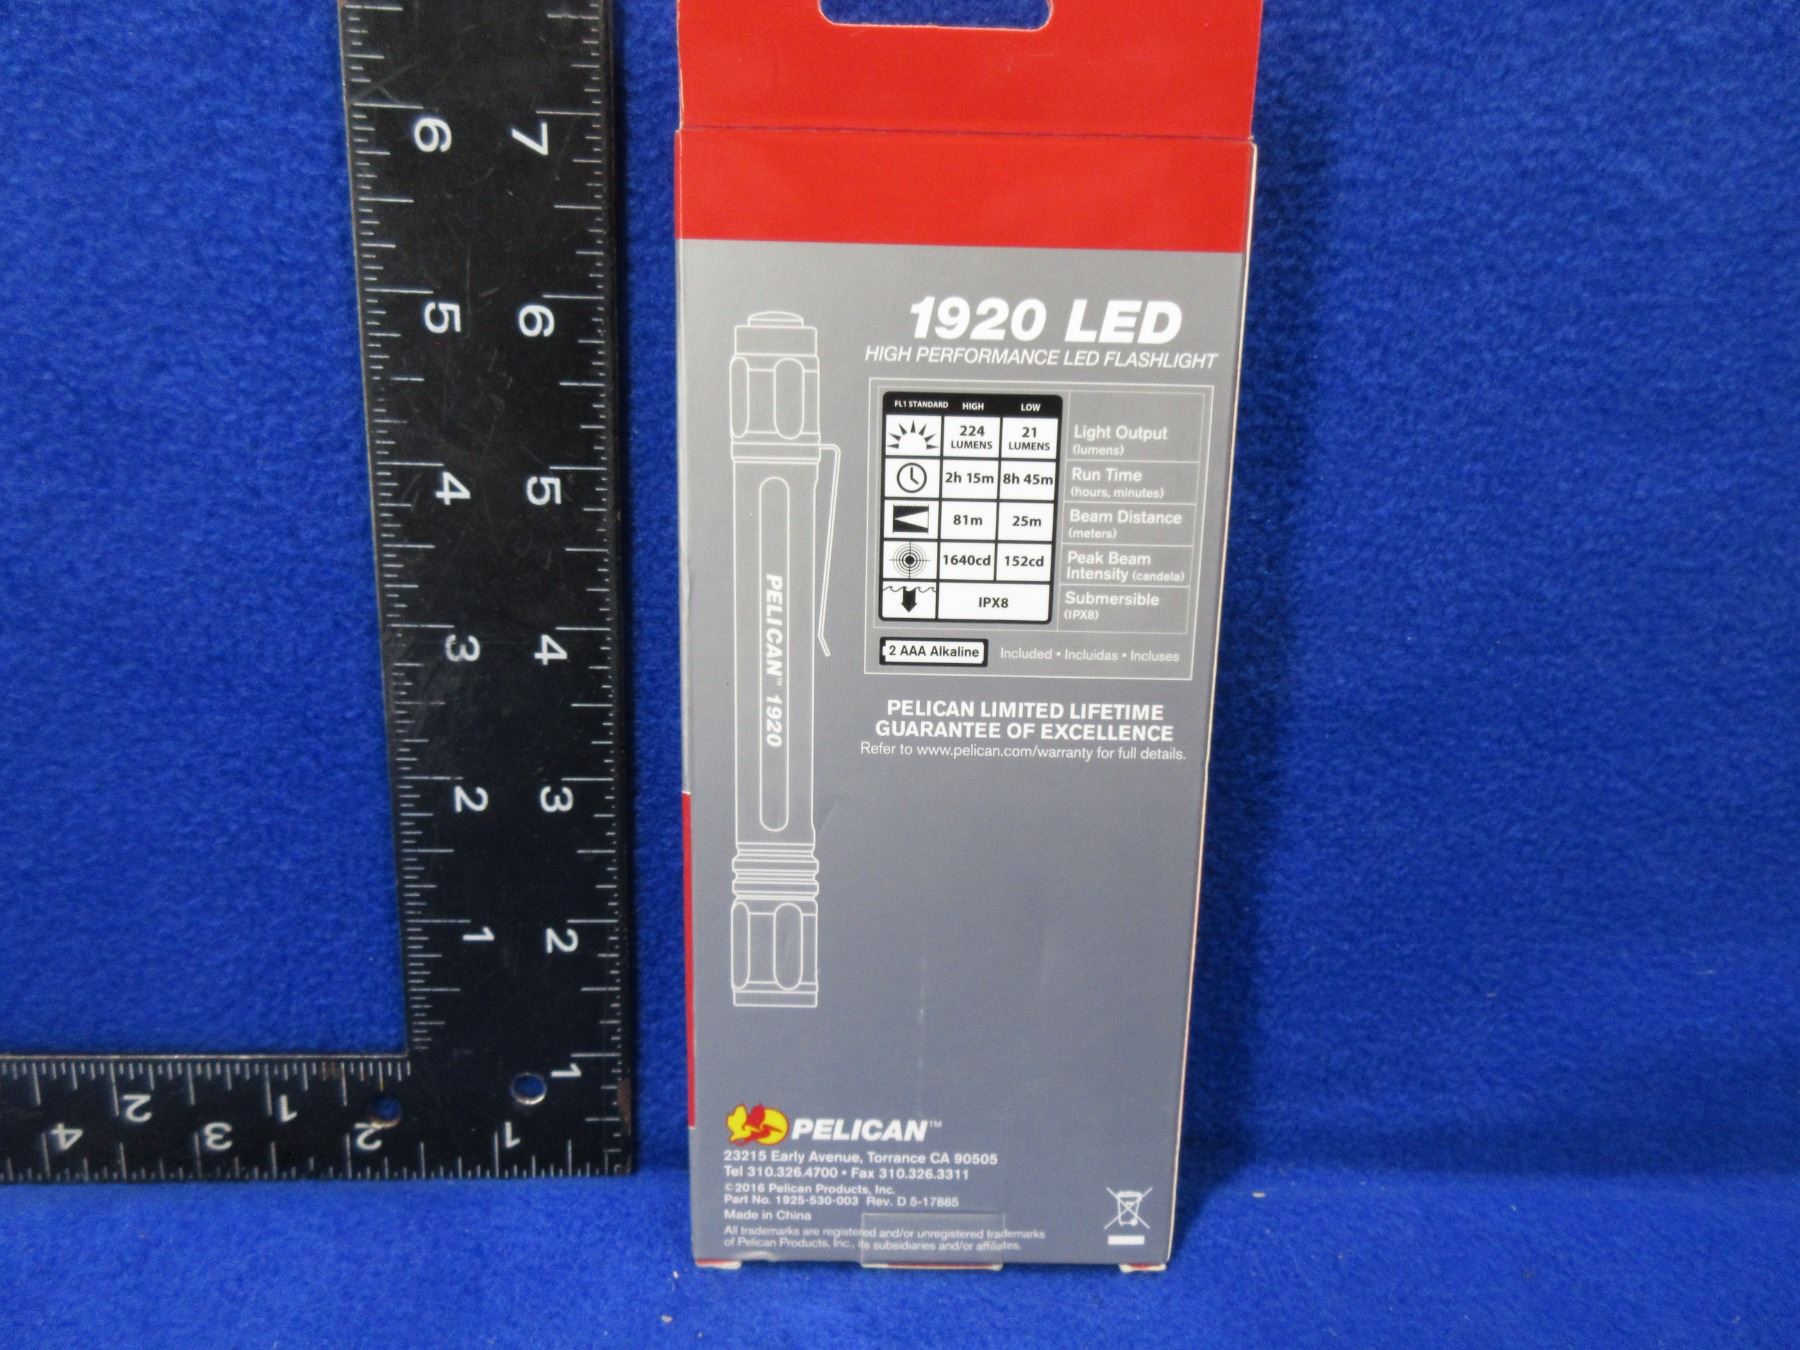 6 7
5 6
4 5
3 4
2 3
1 2
1
2 1
4 3 2 1
1920 LED
HIGH PERFORMANCE LED FLASHLIGHT
FL1 STANDARD HIGH LOW
224 LUMENS 21 LUMENS Light Output (lumens)
2h 15m 8h 45m Run Time (hours, minutes)
81m 25m Beam Distance (meters)
1640cd 152cd Peak Beam Intensity (candela)
IPX8 Submersible (IPX8)
2 AAA Alkaline Included • Incluidas • Incluses
PELICAN™ 1920
PELICAN LIMITED LIFETIME
GUARANTEE OF EXCELLENCE
Refer to www.pelican.com/warranty for full details.
PELICAN™
23215 Early Avenue, Torrance CA 90505
Tel 310.326.4700 • Fax 310.326.3311
©2016 Pelican Products, Inc.
Part No. 1925-530-003 Rev. D 5-17885
Made in China
All trademarks are registered and/or unregistered trademarks
of Pelican Products, Inc., its subsidiaries and/or affiliates.